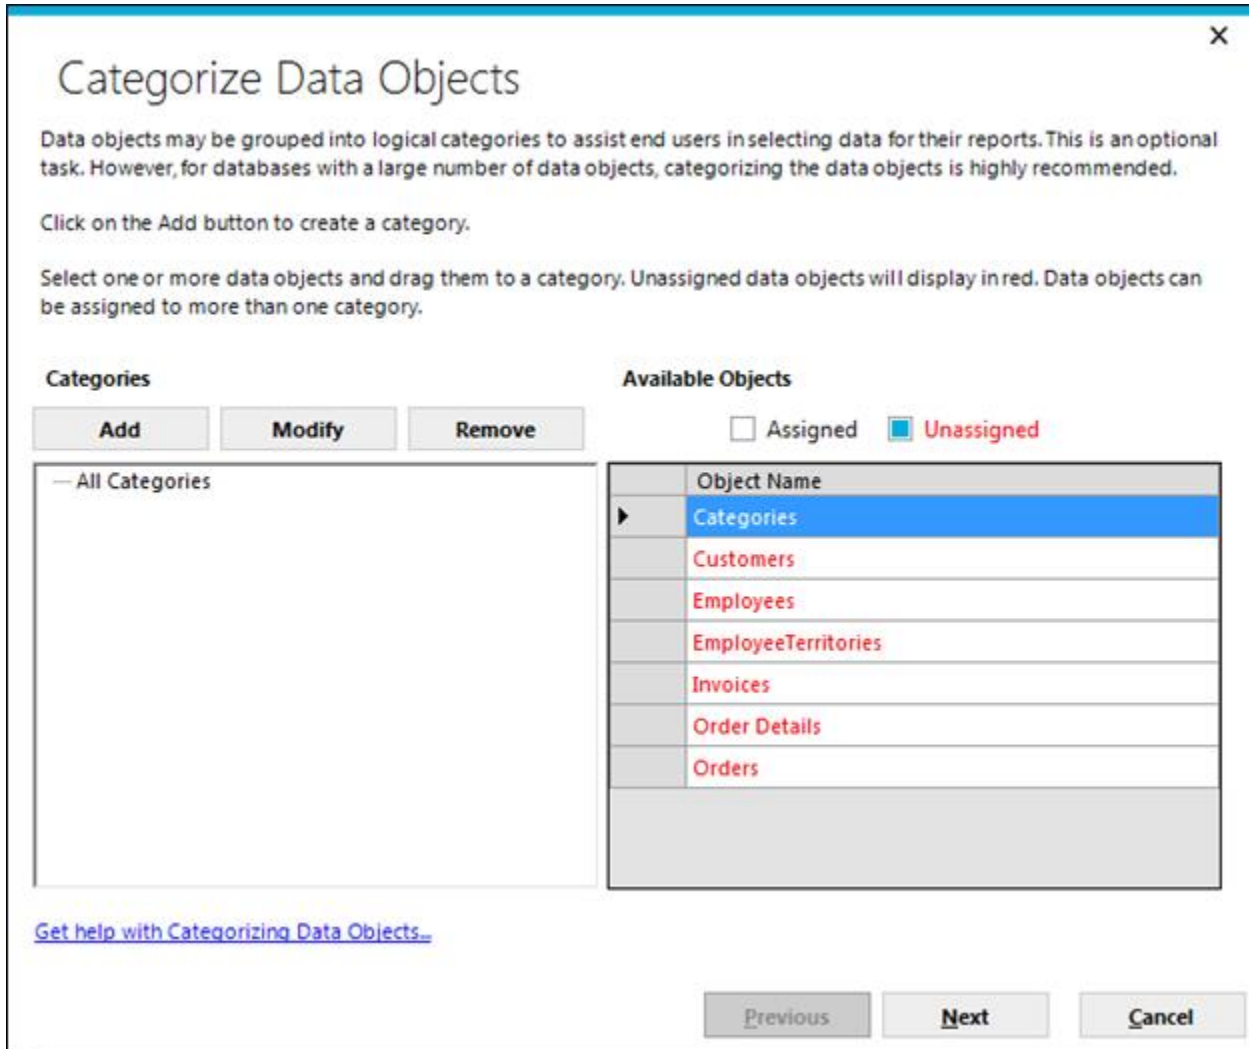 Categorize Data Objects
Data objects may be grouped into logical categories to assist end users in selecting data for their reports. This is an optional
task. However, for databases with a large number of data objects, categorizing the data objects is highly recommended.
Click on the Add button to create a category.
Select one or more data objects and drag them to a category. Unassigned data objects will display in red. Data objects can
be assigned to more than one category.
Categories
Available Objects
Add Modify Remove
Assigned Unassigned
All Categories
Object Name
Categories
Customers
Employees
EmployeeTerritories
Invoices
Order Details
Orders
Get help with Categorizing Data Objects...
Previous Next Cancel